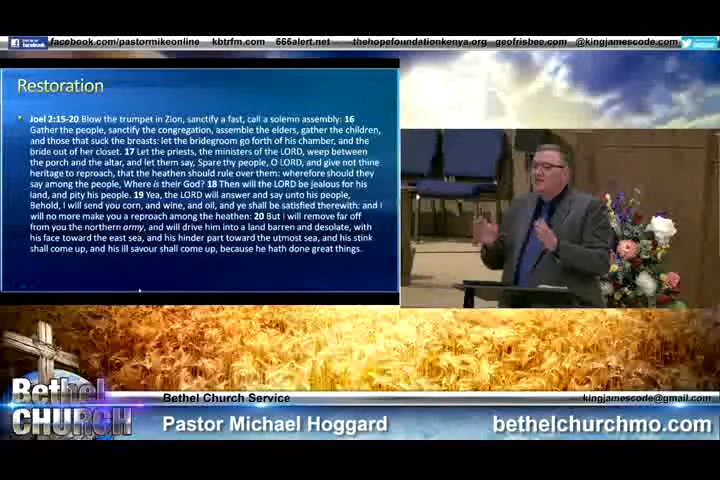 facebook.com/pastormikeonline kbtrfm.com 666alert.net thehopefoundationkenya.org geofrisbee.com @kingjamescode.com
Restoration
Joel 2:15-20 Blow the trumpet in Zion, sanctify a fast, call a solemn assembly: 16
Gather the people, sanctify the congregation, assemble the elders, gather the children,
and those that suck the breasts: let the bridegroom go forth of his chamber, and the
bride out of her closet. 17 Let the priests, the ministers of the LORD, weep between
the porch and the altar, and let them say, Spare thy people, O LORD, and give not thine
heritage to reproach, that the heathen should rule over them: wherefore should they
say among the people, Where is their God? 18 Then will the LORD be jealous for his
land, and pity his people. 19 Yea, the LORD will answer and say unto his people,
Behold, I will send you corn, and wine, and oil, and ye shall be satisfied therewith: and I
will no more make you a reproach among the heathen: 20 But I will remove far off
from you the northern army, and will drive him into a land barren and desolate, with
his face toward the east sea, and his hinder part toward the utmost sea, and his stink
shall come up, and his ill savour shall come up, because he hath done great things.
Bethel
CHURCH
Bethel Church Service kingjamescode@gmail.com
Pastor Michael Hoggard bethelchurchmo.com